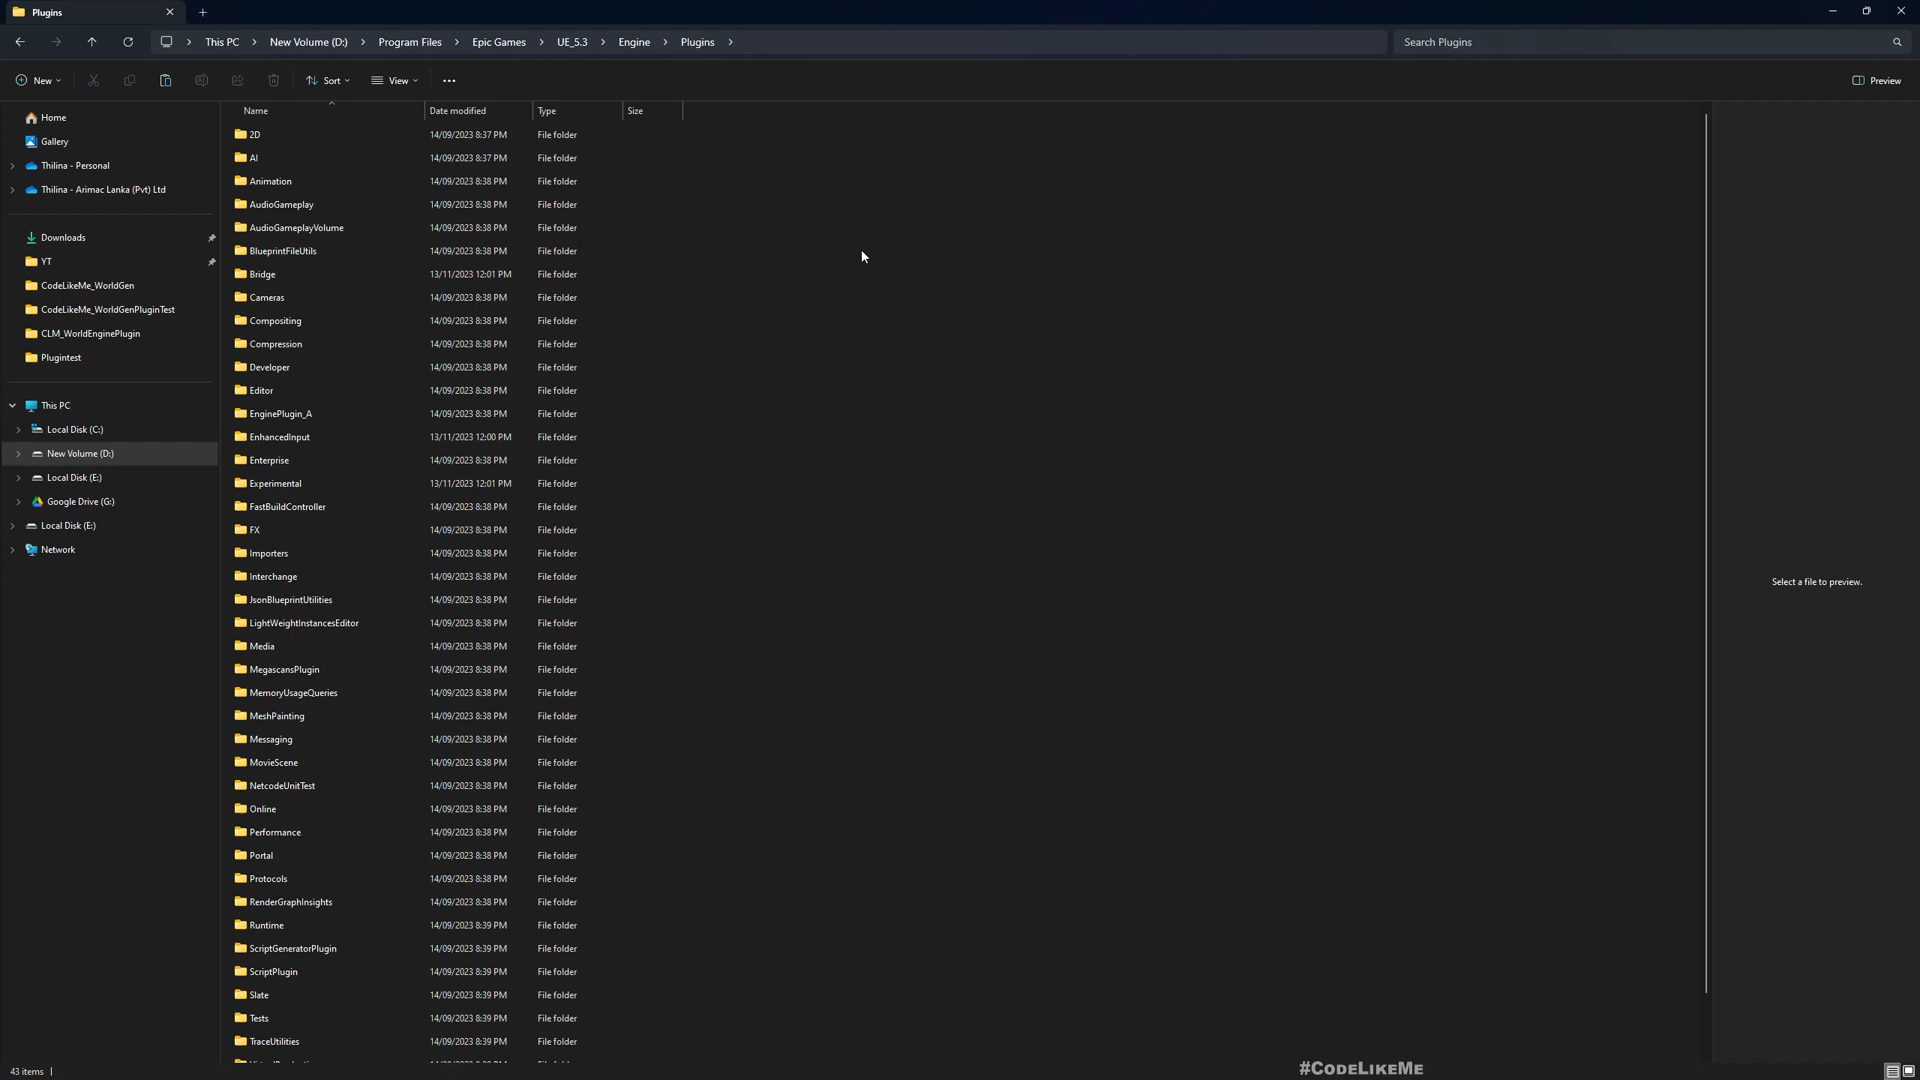 Plugins
This PC > New Volume (D:) > Program Files > Epic Games > UE_5.3 > Engine > Plugins >
Search Plugins
New
Sort
View
Preview
Name
Date modified
Type
Size
Home
Gallery
Thilina - Personal
Thilina - Arimac Lanka (Pvt) Ltd
Downloads
YT
CodeLikeMe_WorldGen
CodeLikeMe_WorldGenPluginTest
CLM_WorldEnginePlugin
Plugintest
This PC
Local Disk (C:)
New Volume (D:)
Local Disk (E:)
Google Drive (G:)
Local Disk (E:)
Network
2D 14/09/2023 8:37 PM File folder
AI 14/09/2023 8:37 PM File folder
Animation 14/09/2023 8:38 PM File folder
AudioGameplay 14/09/2023 8:38 PM File folder
AudioGameplayVolume 14/09/2023 8:38 PM File folder
BlueprintFileUtils 14/09/2023 8:38 PM File folder
Bridge 13/11/2023 12:01 PM File folder
Cameras 14/09/2023 8:38 PM File folder
Compositing 14/09/2023 8:38 PM File folder
Compression 14/09/2023 8:38 PM File folder
Developer 14/09/2023 8:38 PM File folder
Editor 14/09/2023 8:38 PM File folder
EnginePlugin_A 14/09/2023 8:38 PM File folder
EnhancedInput 13/11/2023 12:00 PM File folder
Enterprise 14/09/2023 8:38 PM File folder
Experimental 13/11/2023 12:01 PM File folder
FastBuildController 14/09/2023 8:38 PM File folder
FX 14/09/2023 8:38 PM File folder
Importers 14/09/2023 8:38 PM File folder
Interchange 14/09/2023 8:38 PM File folder
JsonBlueprintUtilities 14/09/2023 8:38 PM File folder
LightWeightInstancesEditor 14/09/2023 8:38 PM File folder
Media 14/09/2023 8:38 PM File folder
MegascansPlugin 14/09/2023 8:38 PM File folder
MemoryUsageQueries 14/09/2023 8:38 PM File folder
MeshPainting 14/09/2023 8:38 PM File folder
Messaging 14/09/2023 8:38 PM File folder
MovieScene 14/09/2023 8:38 PM File folder
NetcodeUnitTest 14/09/2023 8:38 PM File folder
Online 14/09/2023 8:38 PM File folder
Performance 14/09/2023 8:38 PM File folder
Portal 14/09/2023 8:38 PM File folder
Protocols 14/09/2023 8:38 PM File folder
RenderGraphInsights 14/09/2023 8:38 PM File folder
Runtime 14/09/2023 8:39 PM File folder
ScriptGeneratorPlugin 14/09/2023 8:39 PM File folder
ScriptPlugin 14/09/2023 8:39 PM File folder
Slate 14/09/2023 8:39 PM File folder
Tests 14/09/2023 8:39 PM File folder
TraceUtilities 14/09/2023 8:39 PM File folder
Select a file to preview.
43 items
#CodeLikeMe